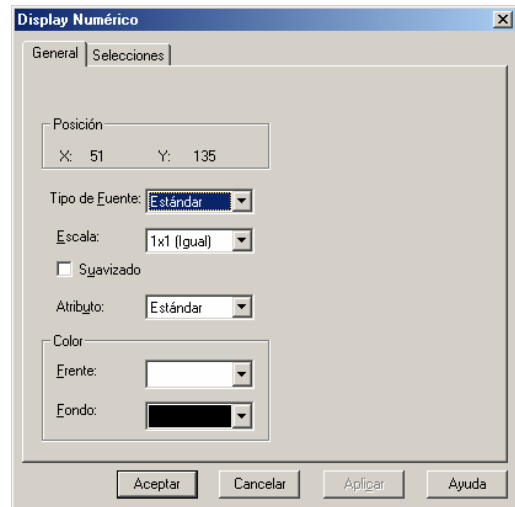 Display Numérico
General Selecciones
Posición
X: 51 Y: 135
Tipo de Fuente: Estándar
Escala: 1x1 (Igual)
Suavizado
Atributo: Estándar
Color
Frente:
Fondo:
Aceptar Cancelar Aplicar Ayuda